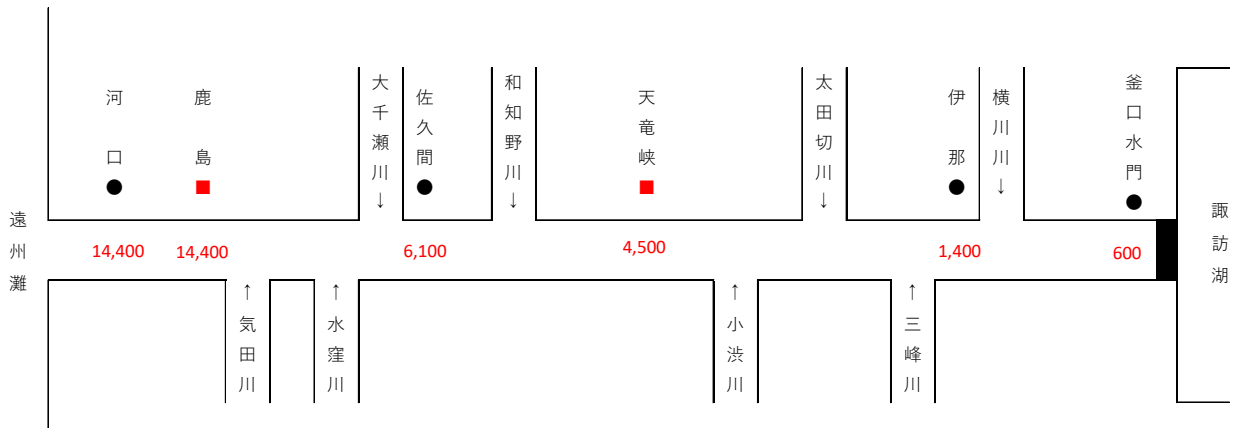 遠州灘
河口
鹿島
大千瀬川↓
佐久間
和知野川↓
天竜峡
太田切川↓
伊那
横川川↓
釜口水門
諏訪湖
14,400
14,400
6,100
4,500
1,400
600
↑気田川
↑水窪川
↑小渋川
↑三峰川